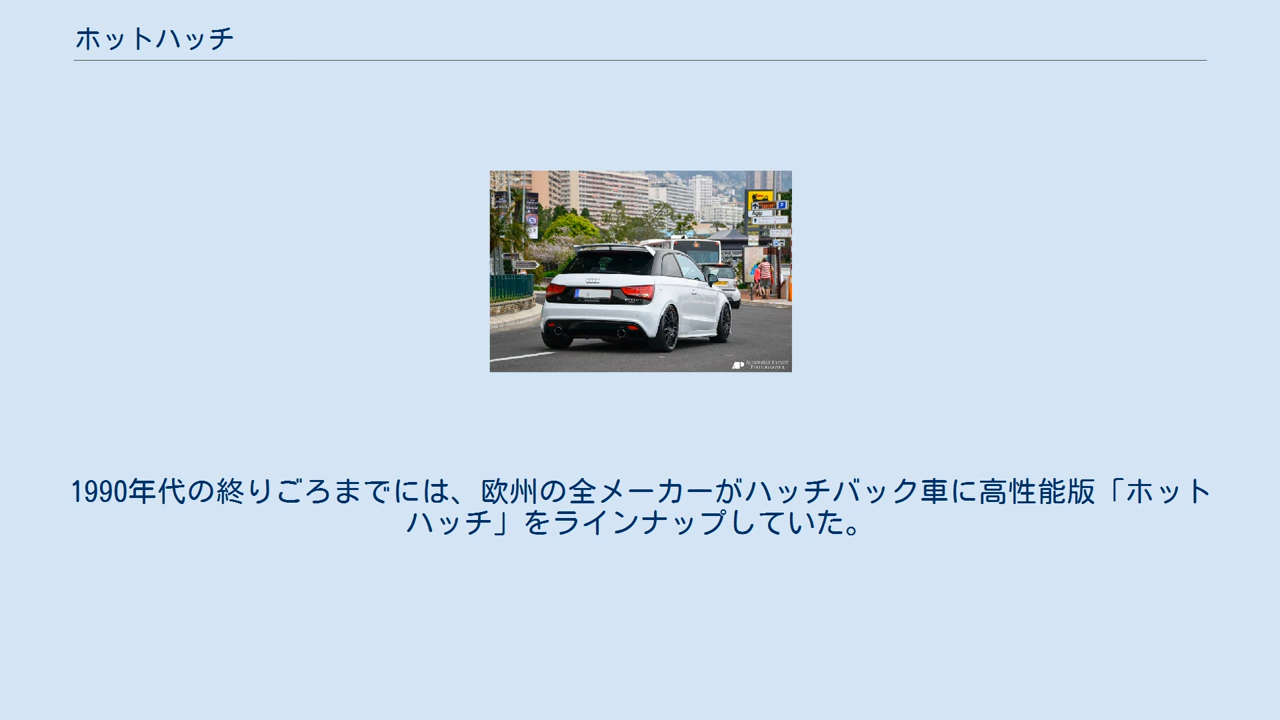 ホットハッチ
1990年代の終りごろまでには、欧州の全メーカーがハッチバック車に高性能版「ホット
ハッチ」をラインナップしていた。